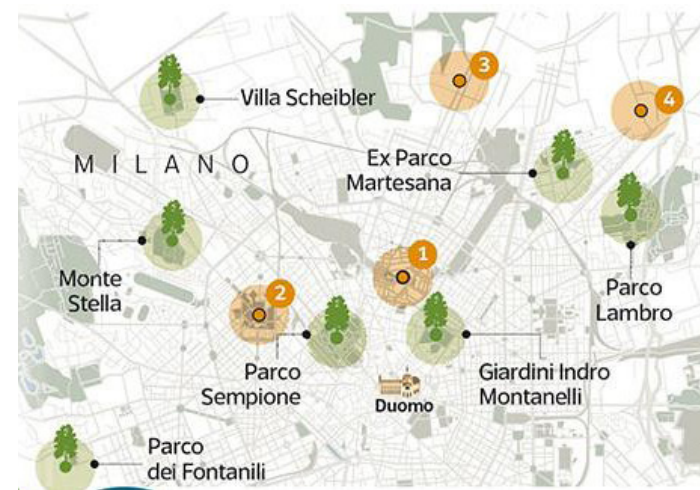 3
4
Villa Scheibler
MILANO
Ex Parco
Martesana
1
Monte
Stella
2
Parco
Lambro
Parco
Sempione
Giardini Indro
Montanelli
Duomo
Parco
dei Fontanili